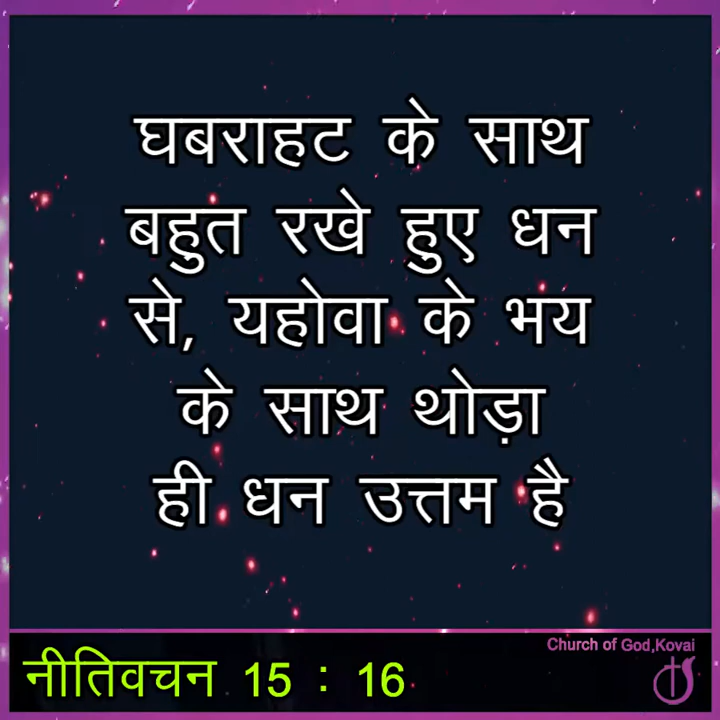 घबराहट के साथ
बहुत रखे हुए धन
से, यहोवा के भय
के साथ थोड़ा
ही धन उत्तम है
Church of God,Kovai
नीतिवचन 15 : 16